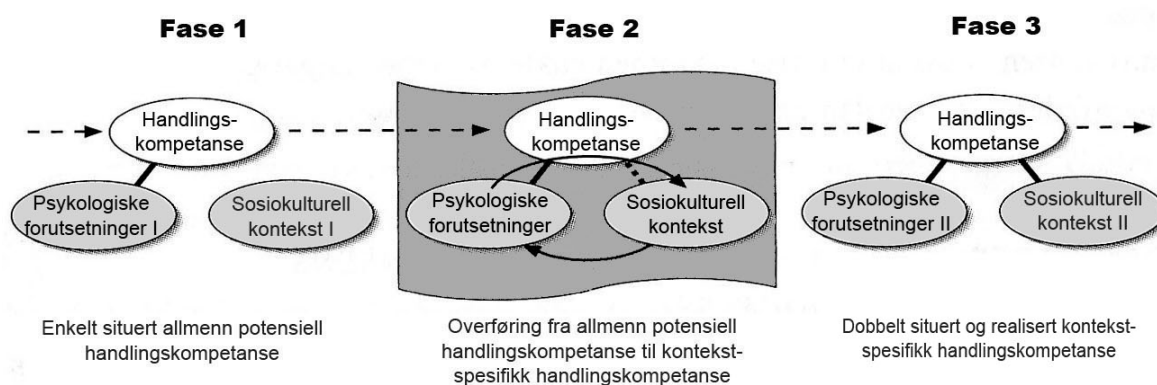 Fase 1
Handlings-
kompetanse
Psykologiske
forutsetninger I
Sosiokulturell
kontekst I
Enkelt situert allmenn potensiell
handlingskompetanse
Fase 2
Handlings-
kompetanse
Psykologiske
forutsetninger
Sosiokulturell
kontekst
Overføring fra allmenn potensiell
handlingskompetanse til kontekst-
spesifikk handlingskompetanse
Fase 3
Handlings-
kompetanse
Psykologiske
forutsetninger II
Sosiokulturell
kontekst II
Dobbelt situert og realisert kontekst-
spesifikk handlingskompetanse